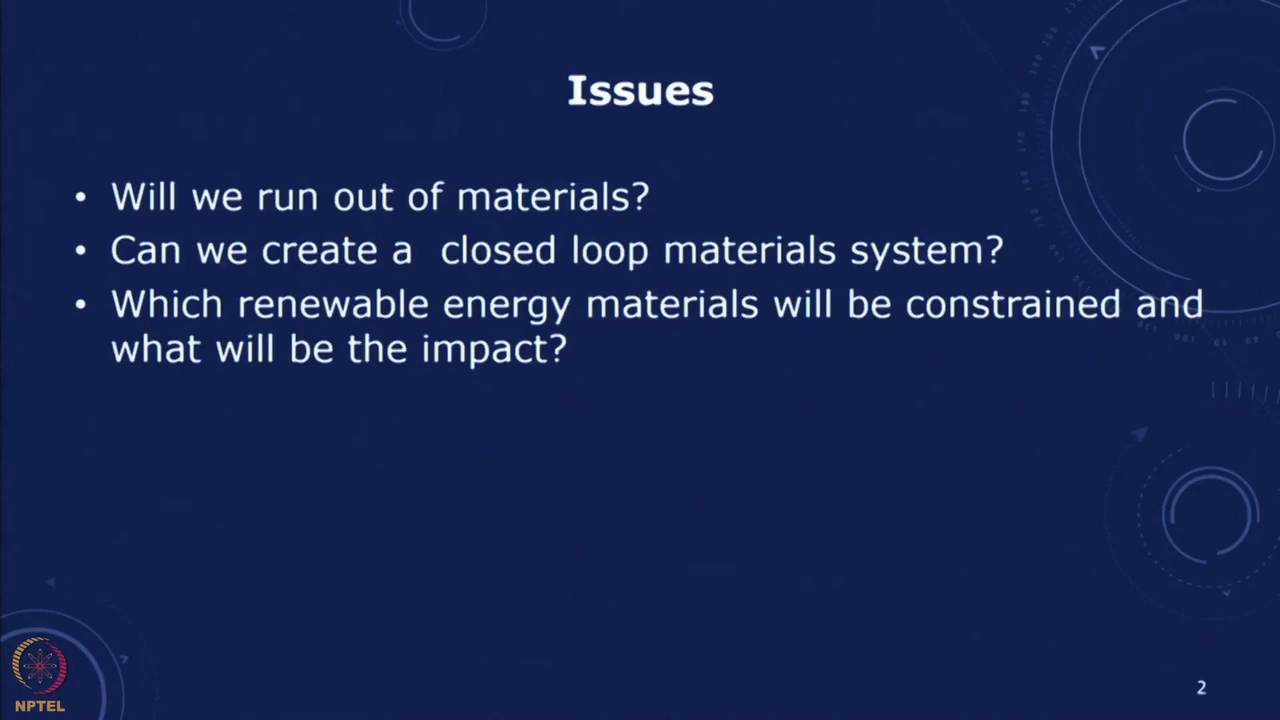 Issues
• Will we run out of materials?
• Can we create a  closed loop materials system?
• Which renewable energy materials will be constrained and
what will be the impact?
NPTEL
2